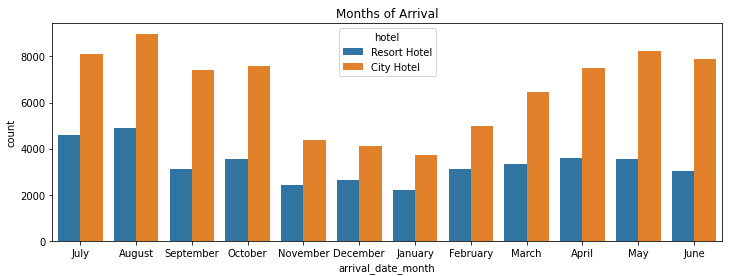 Months of Arrival
hotel
Resort Hotel
City Hotel
count
8000
6000
4000
2000
0
July August September October November December January February March April May June
arrival_date_month